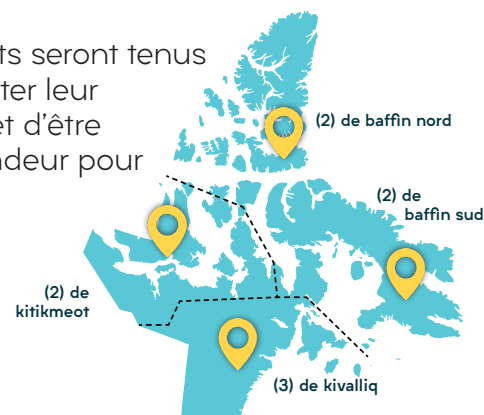 ts seront tenus
ter leur
et d'être
ndeur pour
(2) de baffin nord
(2) de
baffin sud
(2) de
kitikmeot
(3) de kivalliq